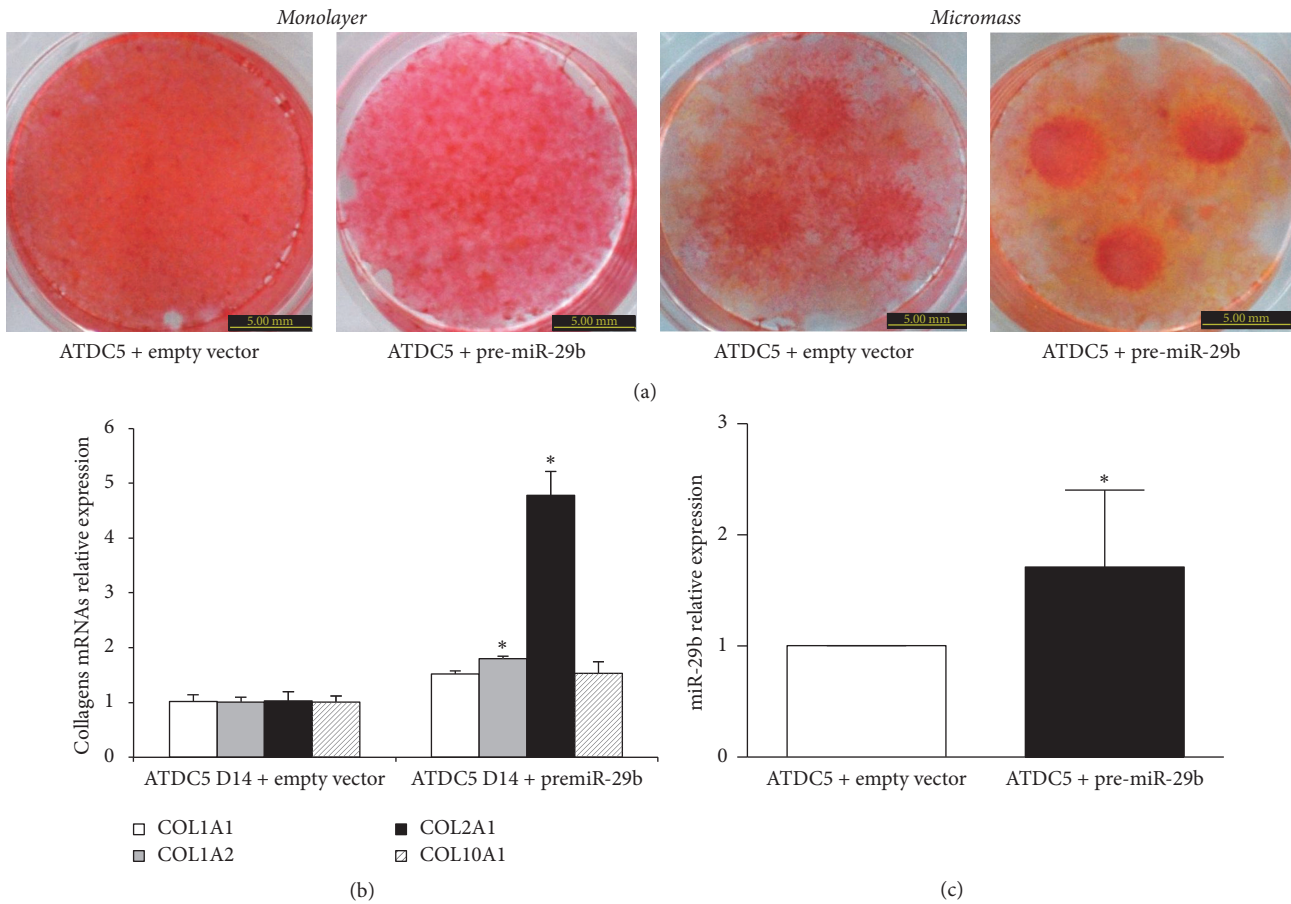 Monolayer
Micromass
5.00 mm
5.00 mm
5.00 mm
5.00 mm
ATDC5 + empty vector
ATDC5 + pre-miR-29b
ATDC5 + empty vector
ATDC5 + pre-miR-29b
(a)
Collagens mRNAs relative expression
6
5
4
3
2
1
0
*
*
ATDC5 D14 + empty vector
ATDC5 D14 + premiR-29b
COL1A1
COL1A2
COL2A1
COL10A1
(b)
miR-29b relative expression
3
2
1
0
*
ATDC5 + empty vector
ATDC5 + pre-miR-29b
(c)